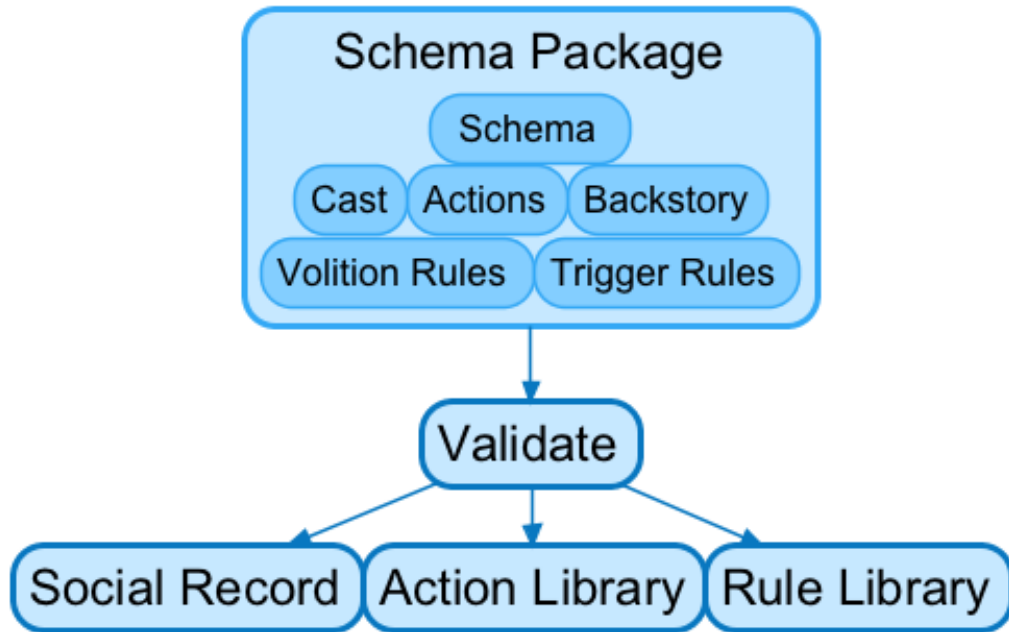 Schema Package
Schema
Cast Actions Backstory
Volition Rules Trigger Rules
Validate
Social Record Action Library Rule Library